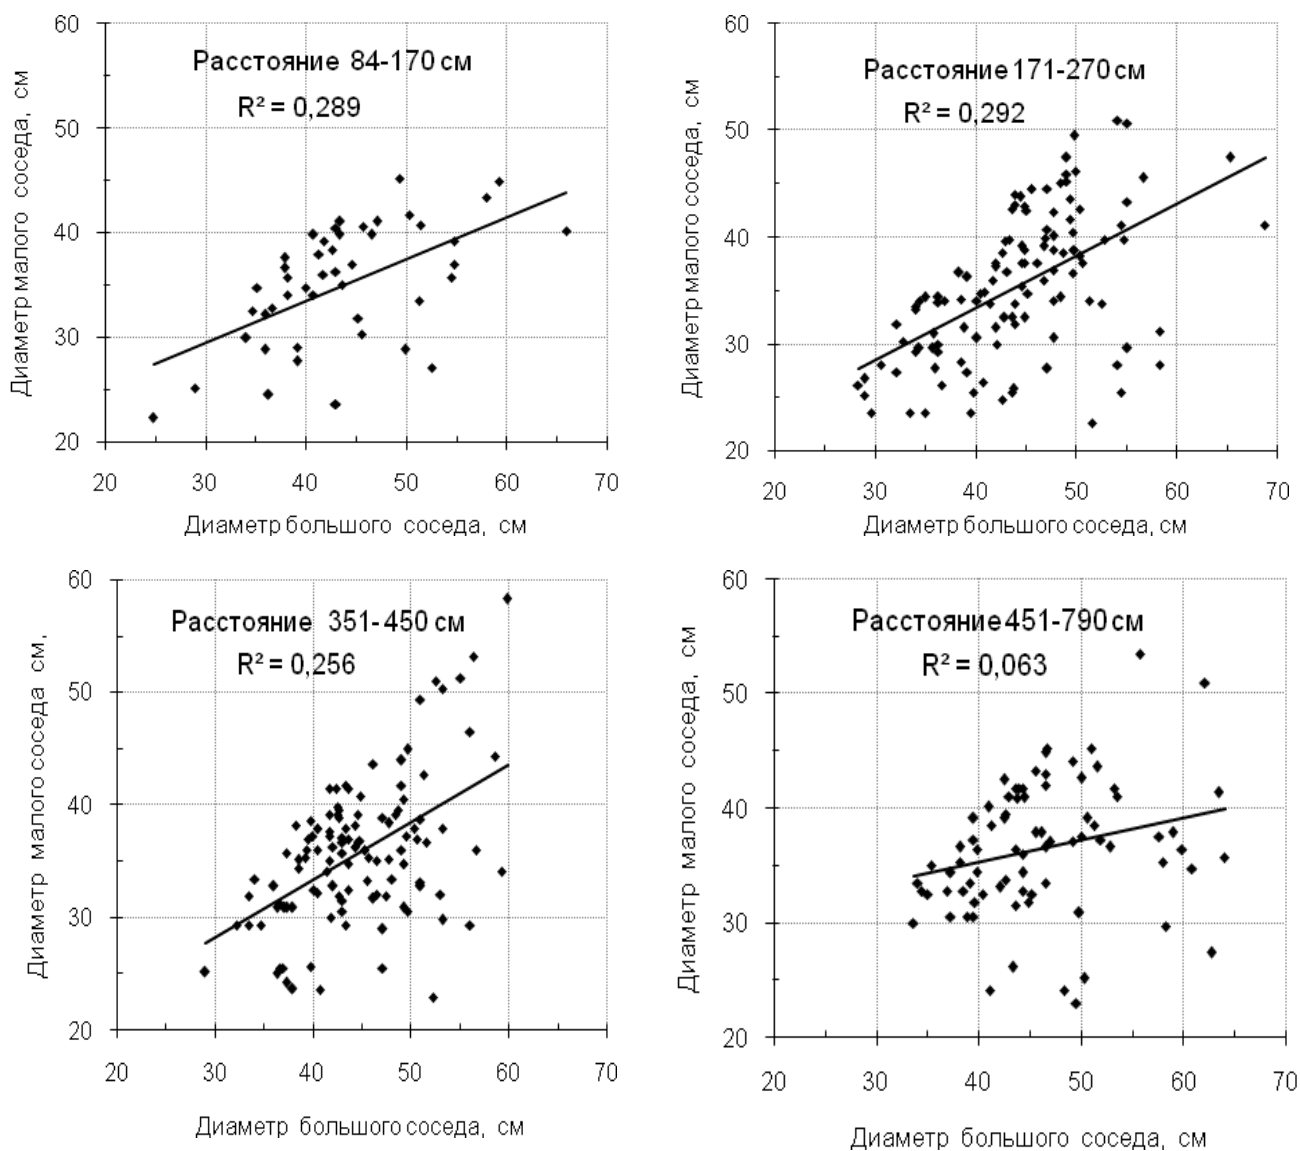 Расстояние 84-170 см
R² = 0,289
Диаметр малого соседа, см
60
50
40
30
20
20 30 40 50 60 70
Диаметр большого соседа, см
Расстояние 171-270 см
R² = 0,292
Диаметр малого соседа, см
60
50
40
30
20
20 30 40 50 60 70
Диаметр большого соседа, см
Расстояние 351-450 см
R² = 0,256
Диаметр малого соседа см,
60
50
40
30
20
20 30 40 50 60 70
Диаметр большого соседа, см
Расстояние 451-790 см
R² = 0,063
Диаметр малого соседа, см
60
50
40
30
20
20 30 40 50 60 70
Диаметр большого соседа, см